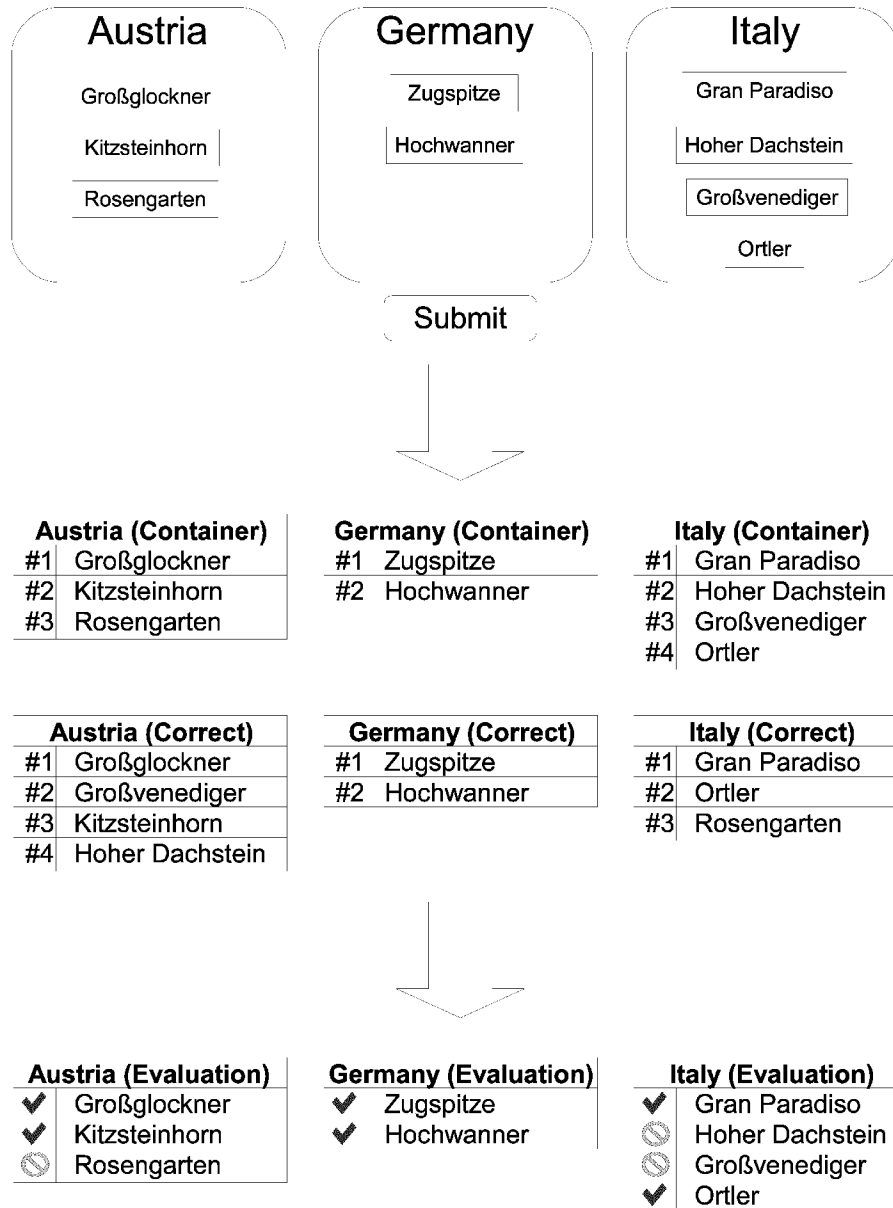 Austria
Großglockner
Kitzsteinhorn
Rosengarten
Germany
Zugspitze
Hochwanner
Italy
Gran Paradiso
Hoher Dachstein
Großvenediger
Ortler
Submit
Austria (Container)
#1 Großglockner
#2 Kitzsteinhorn
#3 Rosengarten
Germany (Container)
#1 Zugspitze
#2 Hochwanner
Italy (Container)
#1 Gran Paradiso
#2 Hoher Dachstein
#3 Großvenediger
#4 Ortler
Austria (Correct)
#1 Großglockner
#2 Großvenediger
#3 Kitzsteinhorn
#4 Hoher Dachstein
Germany (Correct)
#1 Zugspitze
#2 Hochwanner
Italy (Correct)
#1 Gran Paradiso
#2 Ortler
#3 Rosengarten
Austria (Evaluation)
Großglockner
Kitzsteinhorn
Rosengarten
Germany (Evaluation)
Zugspitze
Hochwanner
Italy (Evaluation)
Gran Paradiso
Hoher Dachstein
Großvenediger
Ortler